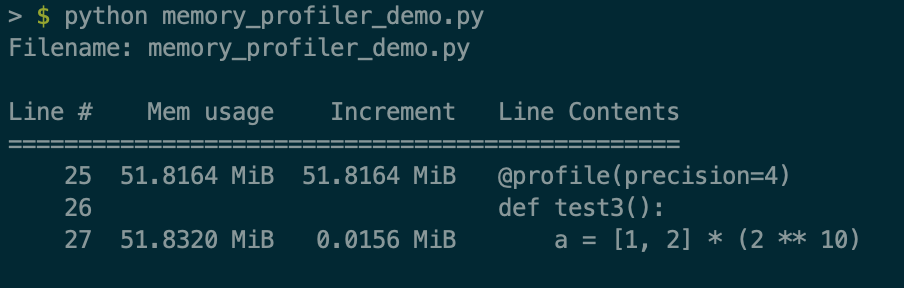 > $ python memory_profiler_demo.py
Filename: memory_profiler_demo.py
Line #    Mem usage    Increment   Line Contents
================================================
    25  51.8164 MiB  51.8164 MiB   @profile(precision=4)
    26                             def test3():
    27  51.8320 MiB   0.0156 MiB       a = [1, 2] * (2 ** 10)